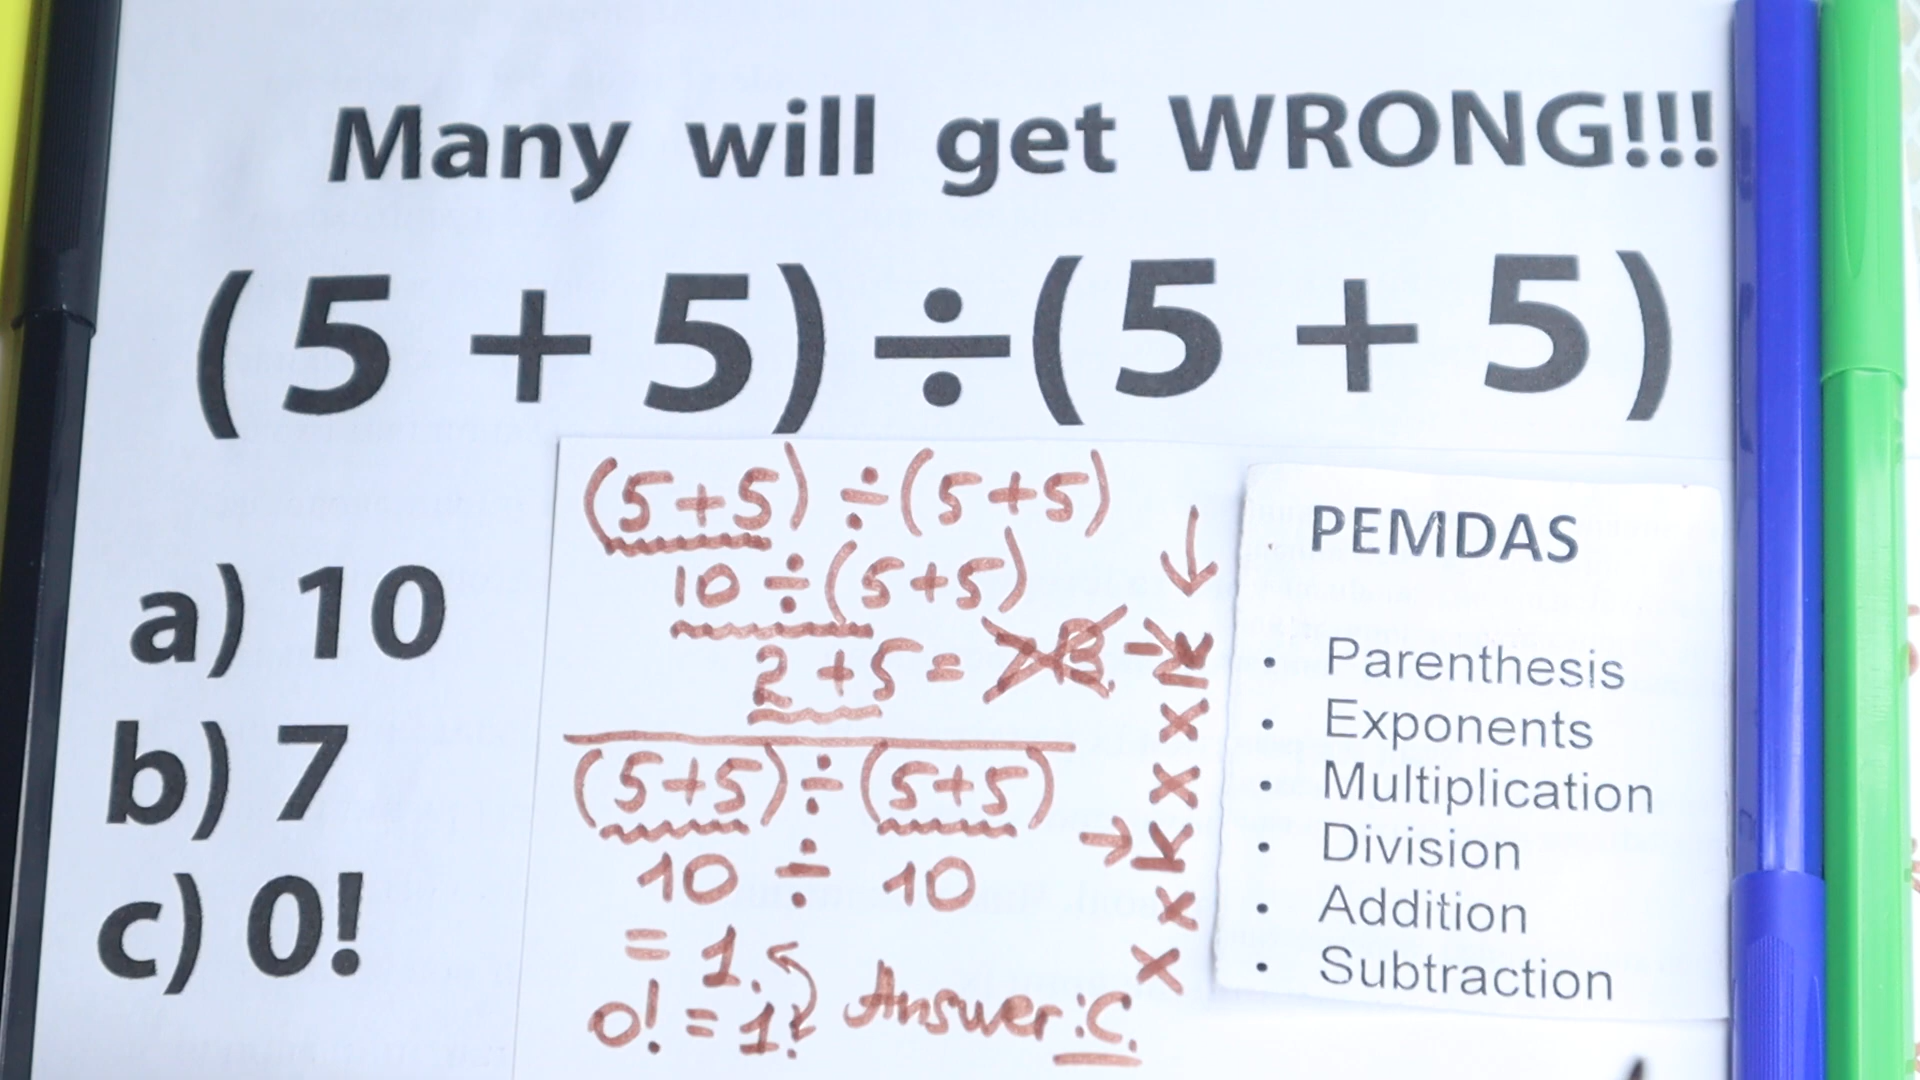 Many will get WRONG!!!
(5 + 5) ÷ (5 + 5)
a) 10
b) 7
c) 0!
(5+5) ÷ (5+5)
10 ÷ (5+5)
2 + 5 =
(5+5) ÷ (5+5)
10 ÷ 10
= 1.
0! = 1.
Answer: C.
PEMDAS
• Parenthesis
• Exponents
• Multiplication
• Division
• Addition
• Subtraction